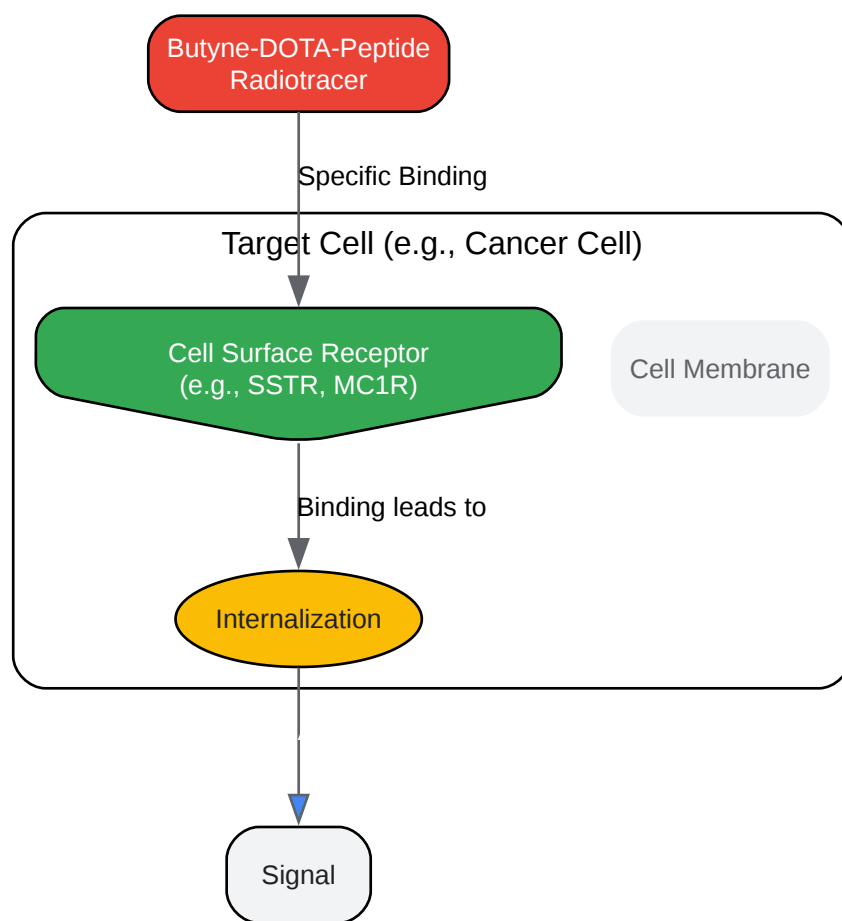 Butyne-DOTA-Peptide
Radiotracer
Specific Binding
Target Cell (e.g., Cancer Cell)
Cell Surface Receptor
(e.g., SSTR, MC1R)
Cell Membrane
Binding leads to
Internalization
Signal